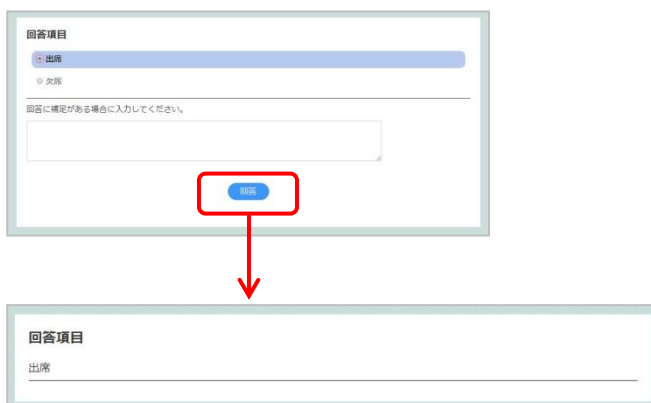 回答項目
出席
欠席
回答に補足がある場合に入力してください。
回答
回答項目
出席